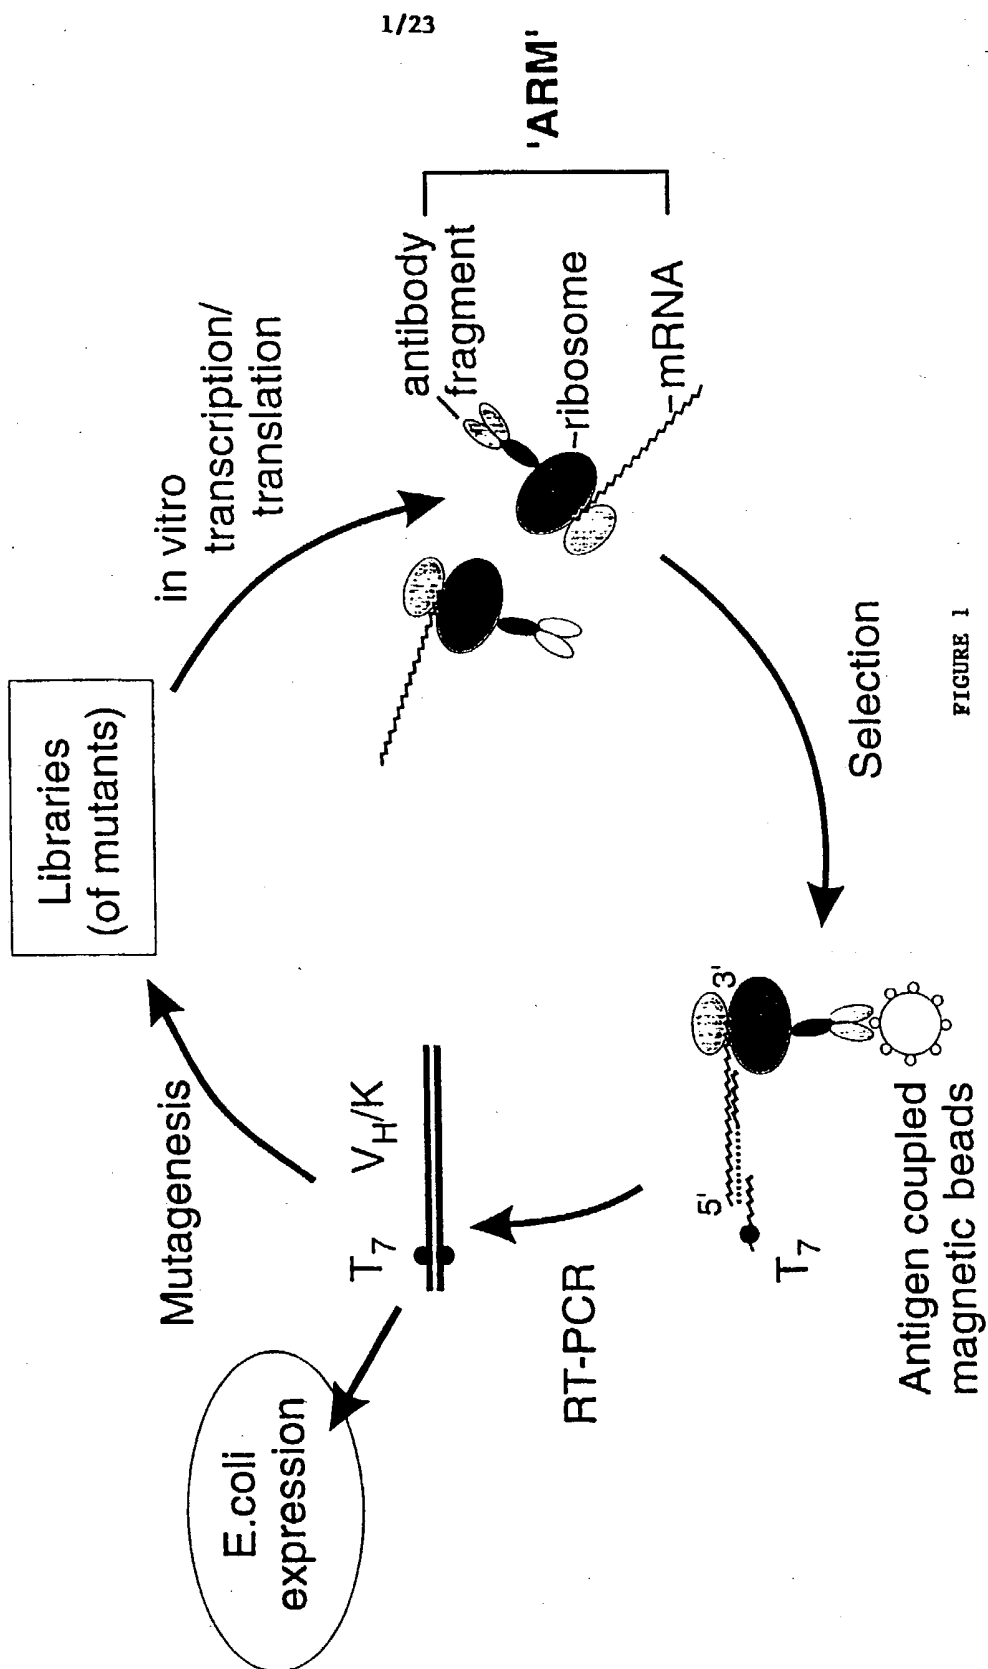 1/23
Libraries
(of mutants)
in vitro
transcription/
translation
antibody
fragment
ribosome
mRNA
'ARM'
Selection
5'
3'
T7
Antigen coupled
magnetic beads
RT-PCR
T7
VH/K
Mutagenesis
E.coli
expression
FIGURE 1